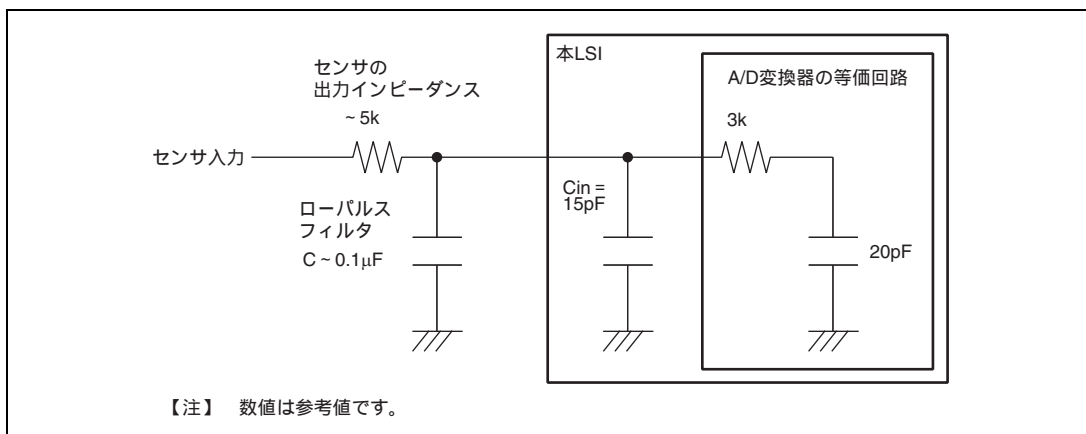 本LSI
センサの
出力インピーダンス
~5k
A/D変換器の等価回路
3k
センサ入力
ローパルス
フィルタ
C~0.1μF
Cin =
15pF
20pF
【注】 数値は参考値です。